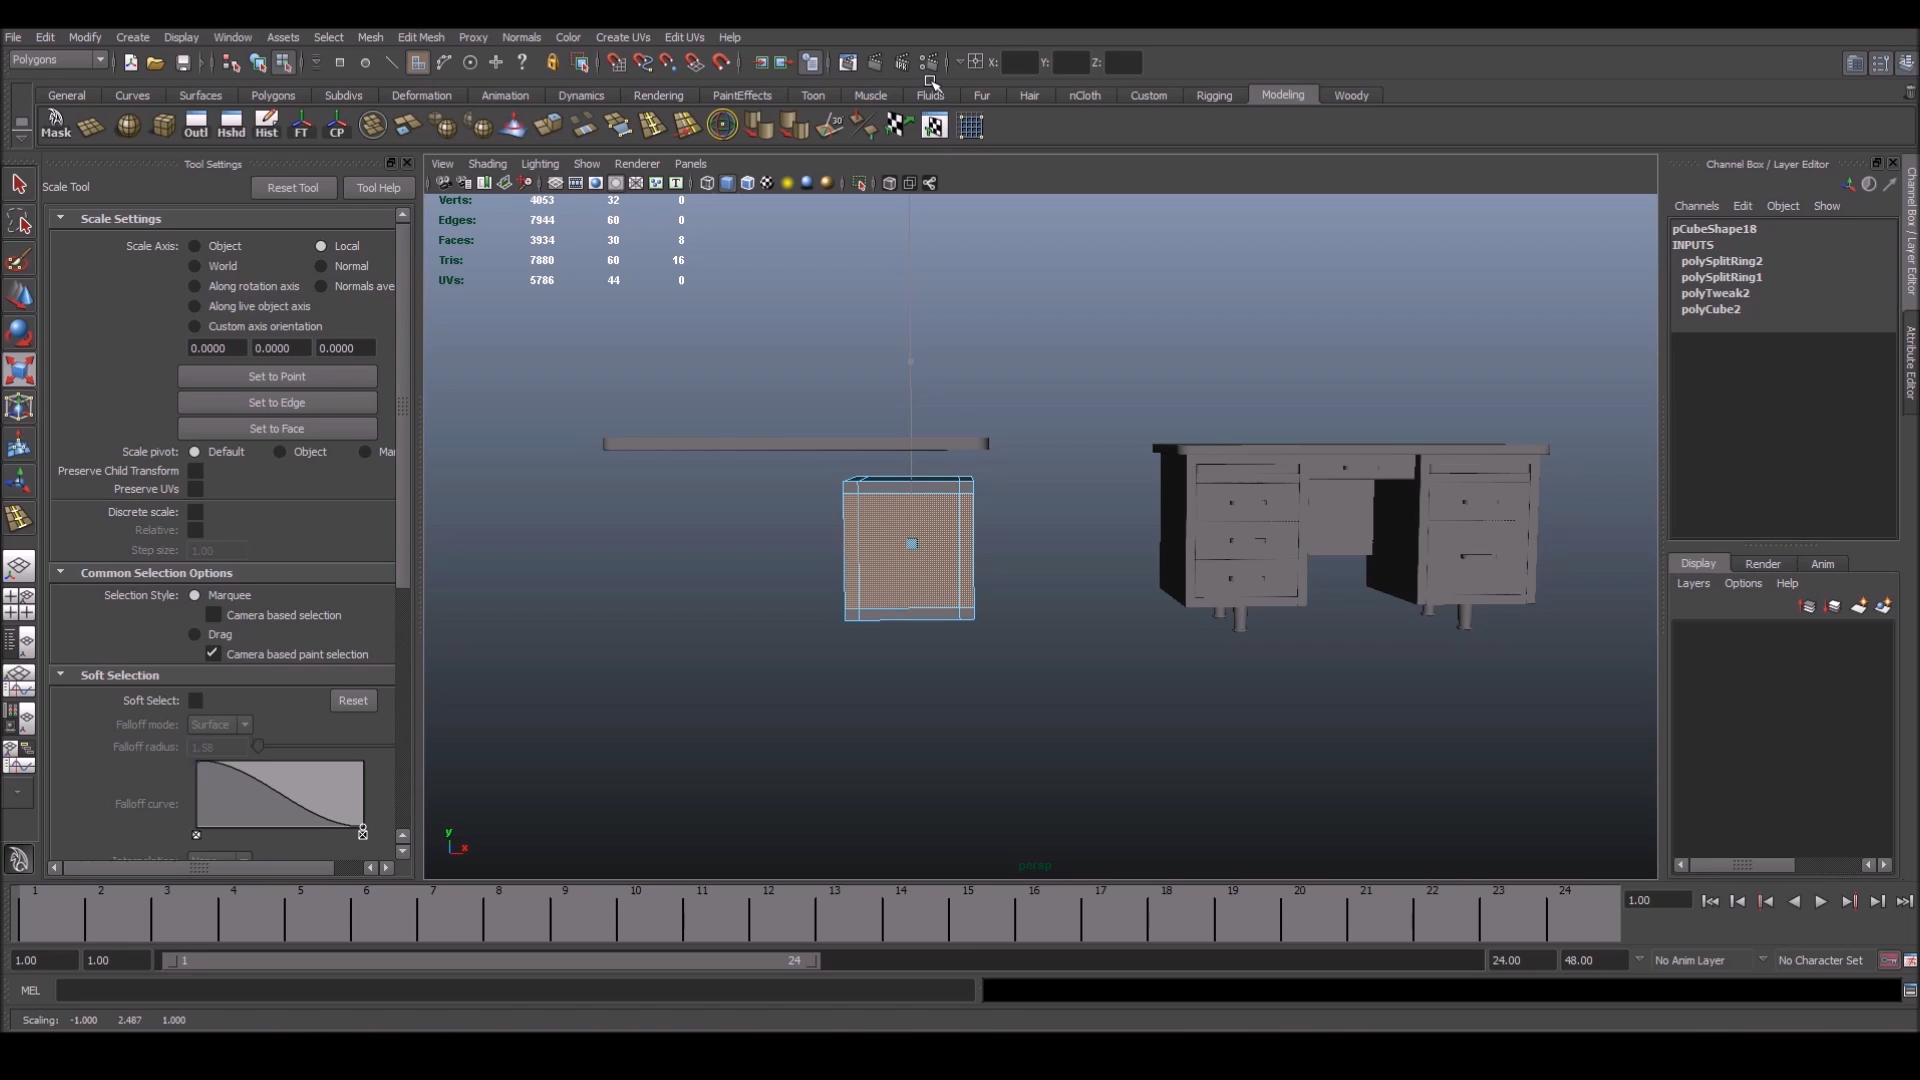 File Edit Modify Create Display Window Assets Select Mesh Edit Mesh Proxy Normals Color Create UVs Edit UVs Help
Polygons X: Y: Z:
General Curves Surfaces Polygons Subdivs Deformation Animation Dynamics Rendering PaintEffects Toon Muscle Fluids Fur Hair nCloth Custom Rigging Modeling Woody
Mask Outl Hshd Hist FT CP 30
Tool Settings
Scale Tool Reset Tool Tool Help
Scale Settings
Scale Axis: Object Local
World Normal
Along rotation axis Normals ave
Along live object axis
Custom axis orientation
0.0000 0.0000 0.0000
Set to Point
Set to Edge
Set to Face
Scale pivot: Default Object Ma
Preserve Child Transform
Preserve UVs
Discrete scale:
Relative:
Step size: 1.00
Common Selection Options
Selection Style: Marquee
Camera based selection
Drag
Camera based paint selection
Soft Selection
Soft Select: Reset
Falloff mode: Surface
Falloff radius: 1.58
Falloff curve:
View Shading Lighting Show Renderer Panels
Verts: 4053 32 0
Edges: 7944 60 0
Faces: 3934 30 8
Tris: 7880 60 16
UVs: 5786 44 0
y
x
persp
Channel Box / Layer Editor
Channels Edit Object Show
pCubeShape18
INPUTS
polySplitRing2
polySplitRing1
polyTweak2
polyCube2
Display Render Anim
Layers Options Help
Channel Box / Layer Editor
Attribute Editor
1 2 3 4 5 6 7 8 9 10 11 12 13 14 15 16 17 18 19 20 21 22 23 24 1.00
1.00 1.00 1 24 24.00 48.00 No Anim Layer No Character Set
MEL
Scaling: -1.000 2.487 1.000